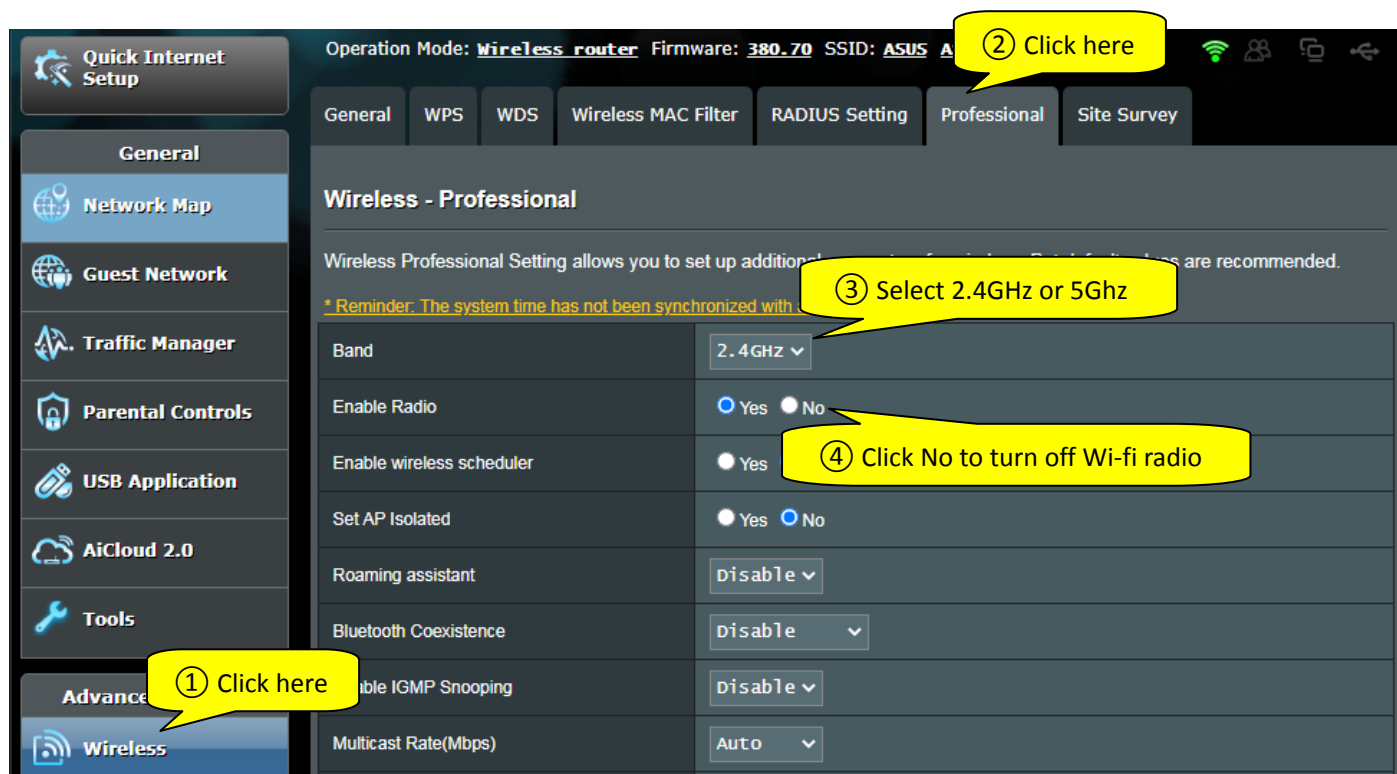 Quick Internet
Setup
Operation Mode: Wireless router Firmware: 380.70 SSID: ASUS
② Click here
General WPS WDS Wireless MAC Filter RADIUS Setting Professional Site Survey
General
Network Map
Guest Network
Traffic Manager
Parental Controls
USB Application
AiCloud 2.0
Tools
① Click here
Wireless
Wireless - Professional
Wireless Professional Setting allows you to set up are recommended.
* Reminder: The system time has not been synchronized with
③ Select 2.4GHz or 5Ghz
Band 2.4GHz
Enable Radio Yes No
④ Click No to turn off Wi-fi radio
Enable wireless scheduler Yes
Set AP Isolated Yes No
Roaming assistant Disable
Bluetooth Coexistence Disable
IGMP Snooping Disable
Multicast Rate(Mbps) Auto